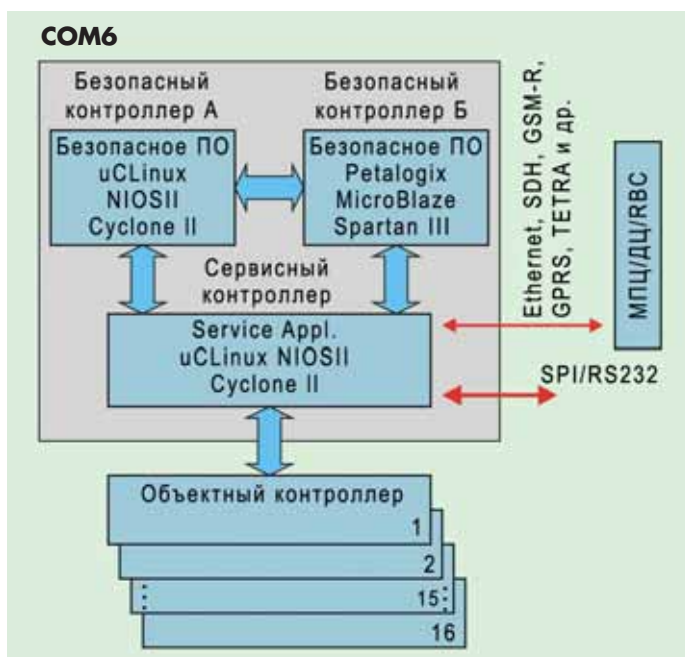 COM6
Безопасный
контроллер А
Безопасный
контроллер Б
Безопасное ПО
uCLinux
NIOSII
Cyclone II
Безопасное ПО
Petalogix
MicroBlaze
Spartan III
Сервисный
контроллер
Service Appl.
uCLinux NIOSII
Cyclone II
Ethernet, SDH, GSM-R,
GPRS, TETRA и др.
МПЦ/ДЦ/RBC
SPI/RS232
Объектный контроллер
1
2
15
16